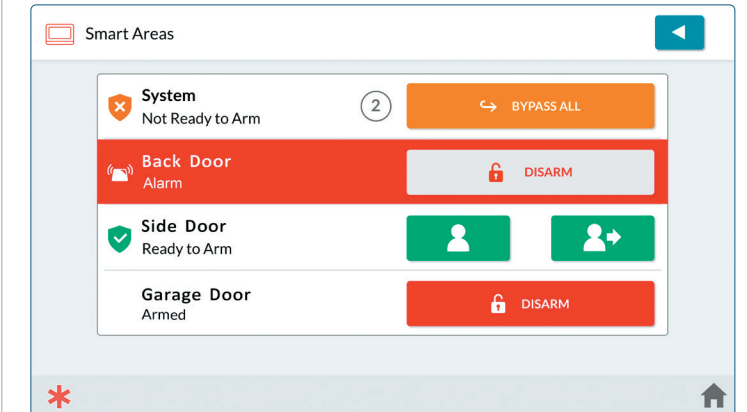 Smart Areas
System
Not Ready to Arm
2
BYPASS ALL
Back Door
Alarm
DISARM
Side Door
Ready to Arm
Garage Door
Armed
DISARM